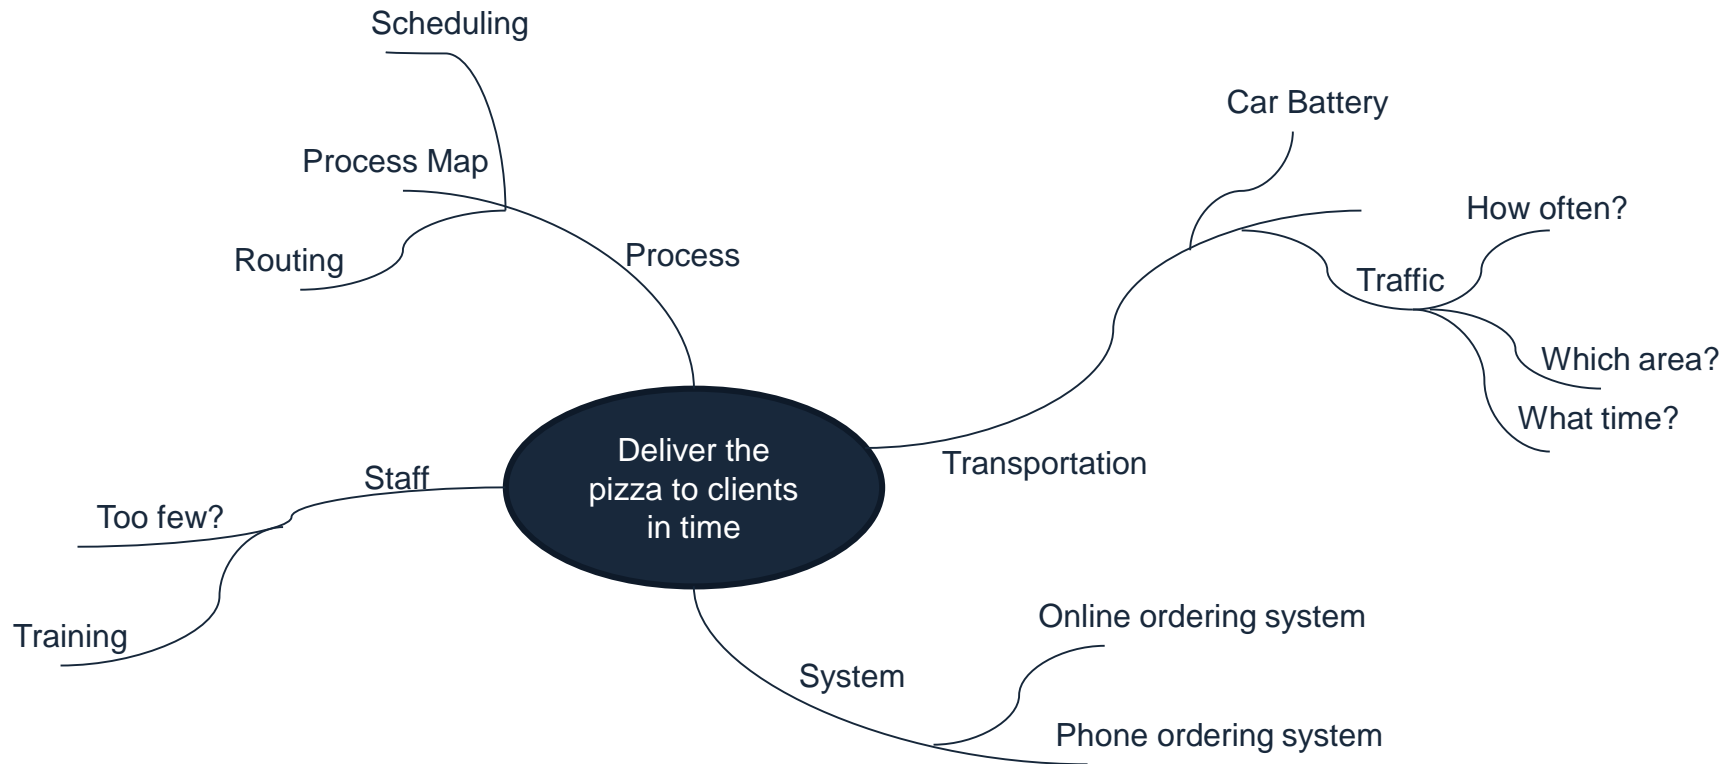 Scheduling
Car Battery
Process Map
How often?
Routing
Process
Traffic
Which area?
What time?
Deliver the
pizza to clients
in time
Transportation
Staff
Too few?
Training
Online ordering system
System
Phone ordering system